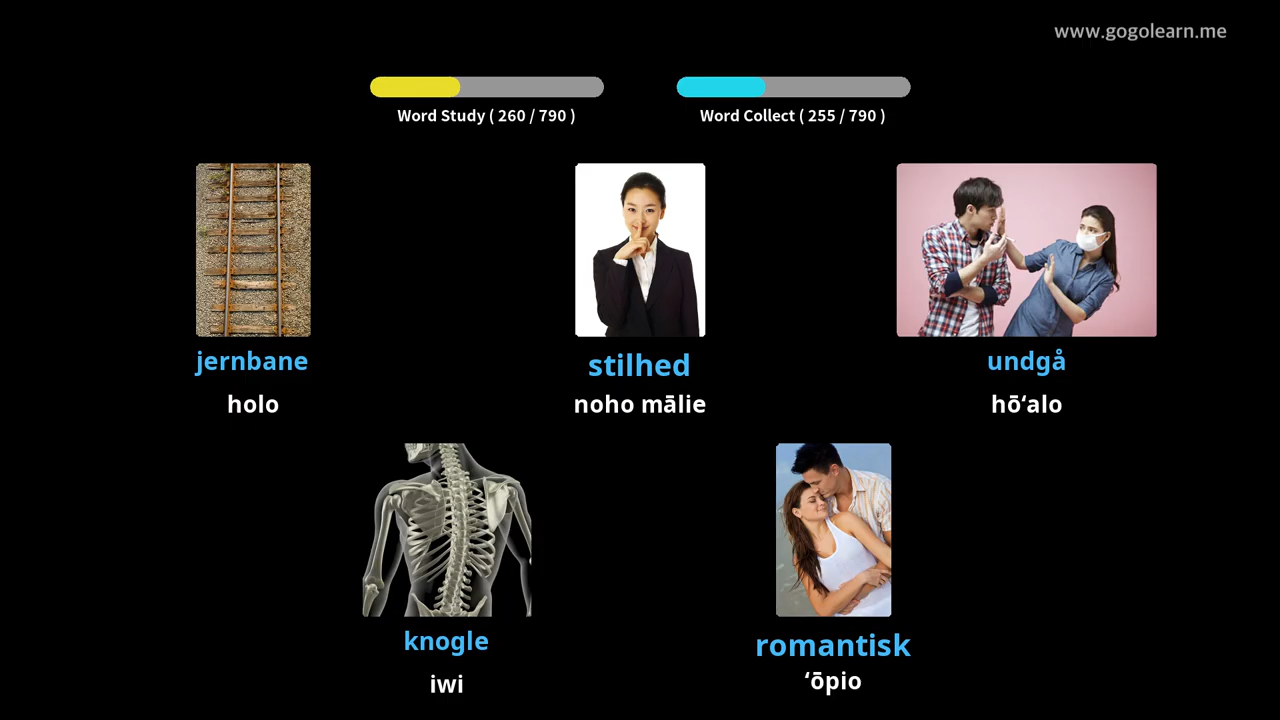 www.gogolearn.me
Word Study ( 260 / 790 )
Word Collect ( 255 / 790 )
jernbane
holo
stilhed
noho mālie
undgå
hōʻalo
knogle
iwi
romantisk
ʻōpio